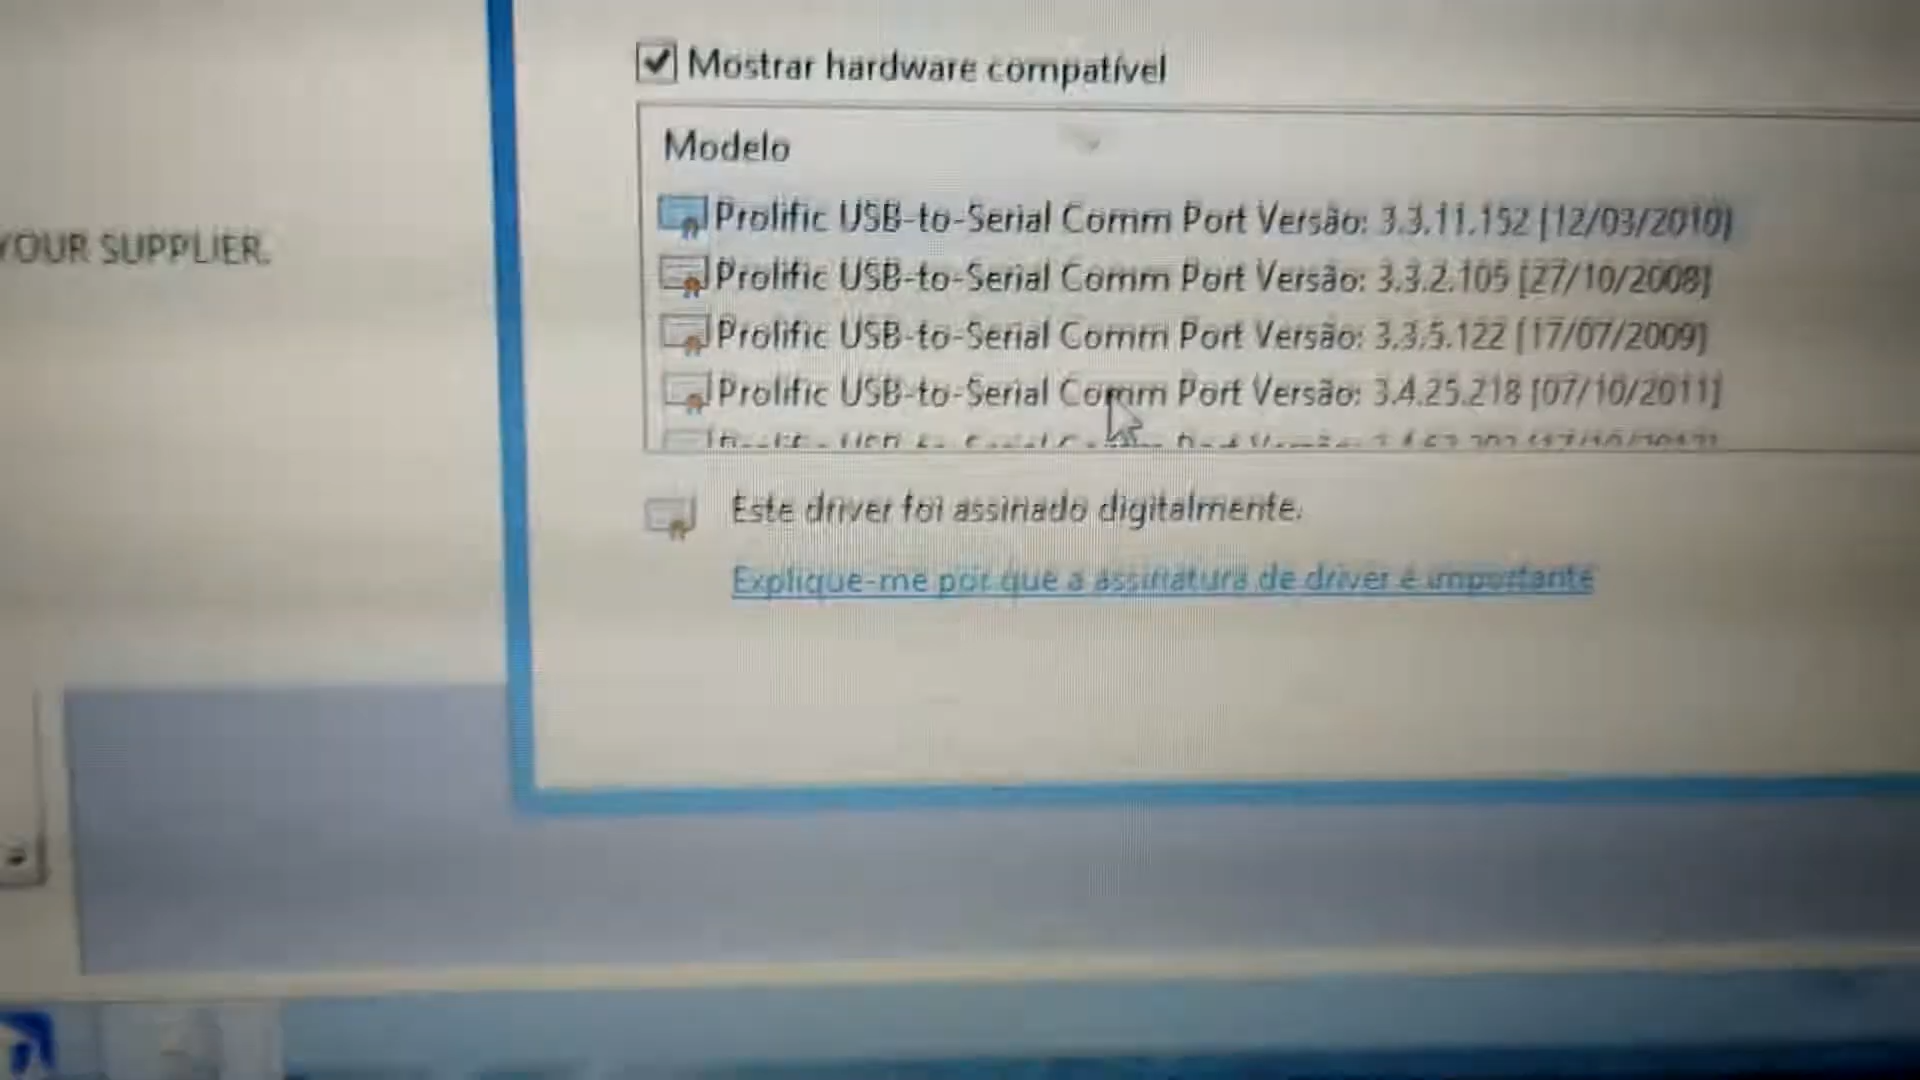 Mostrar hardware compatível
Modelo
YOUR SUPPLIER.
Prolific USB-to-Serial Comm Port Versão: 3.3.11.152 [12/03/2010]
Prolific USB-to-Serial Comm Port Versão: 3.3.2.105 [27/10/2008]
Prolific USB-to-Serial Comm Port Versão: 3.3.5.122 [17/07/2009]
Prolific USB-to-Serial Comm Port Versão: 3.4.25.218 [07/10/2011]
Este driver foi assinado digitalmente.
Explique-me por que a assinatura de driver é importante